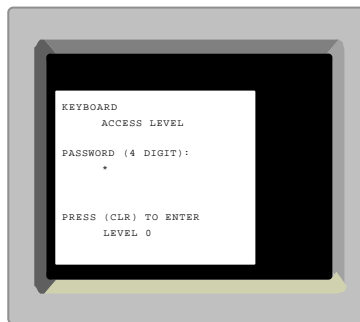 KEYBOARD
ACCESS LEVEL
PASSWORD (4 DIGIT):
*
PRESS (CLR) TO ENTER
LEVEL 0